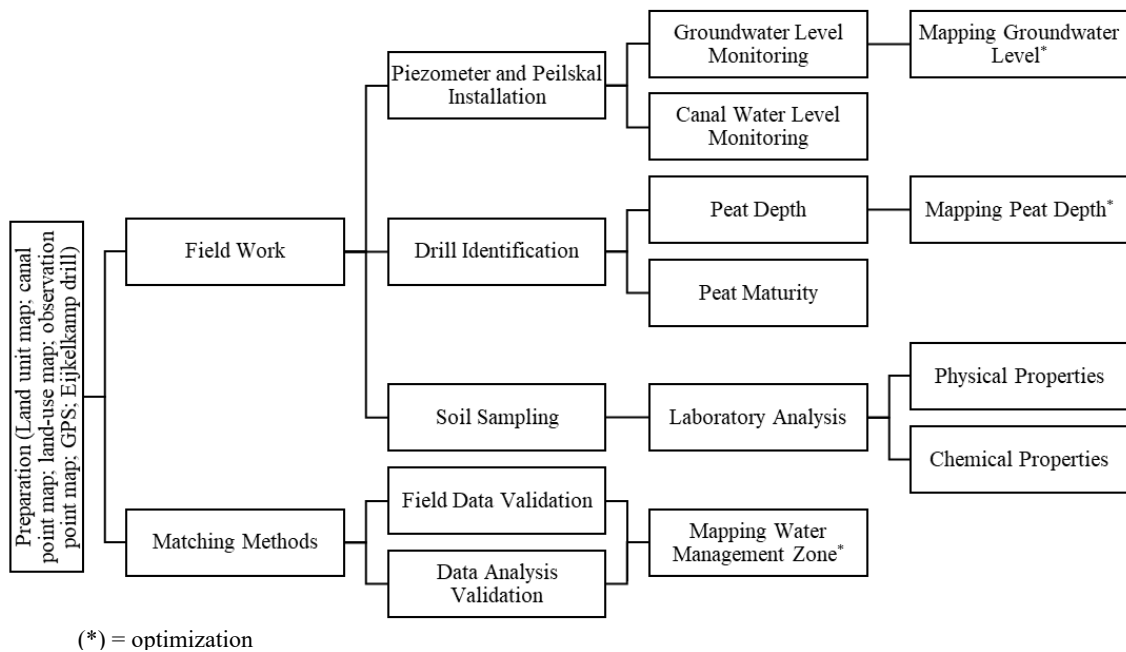 Preparation (Land unit map; canal
point map; land-use map; observation
point map; GPS; Eijkelkamp drill)
Field Work
Matching Methods
Piezometer and Peilskal
Installation
Drill Identification
Soil Sampling
Field Data Validation
Data Analysis
Validation
Groundwater Level
Monitoring
Canal Water Level
Monitoring
Peat Depth
Peat Maturity
Laboratory Analysis
Mapping Water
Management Zone*
Mapping Groundwater
Level*
Mapping Peat Depth*
Physical Properties
Chemical Properties
(*) = optimization